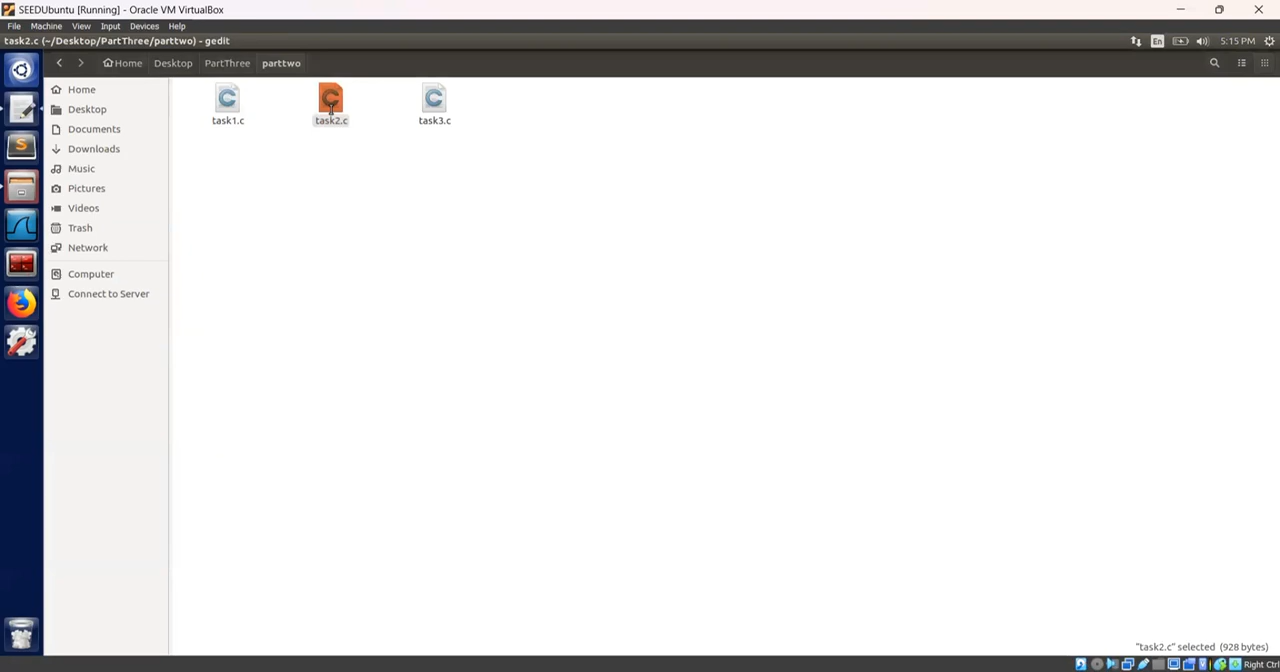 SEEDUbuntu [Running] - Oracle VM VirtualBox
File Machine View Input Devices Help
task2.c (~/Desktop/PartThree/parttwo) - gedit
En
5:15 PM
Home Desktop PartThree parttwo
Home
Desktop
Documents
Downloads
Music
Pictures
Videos
Trash
Network
Computer
Connect to Server
task1.c
task2.c
task3.c
"task2.c" selected (928 bytes)
Right Ctrl